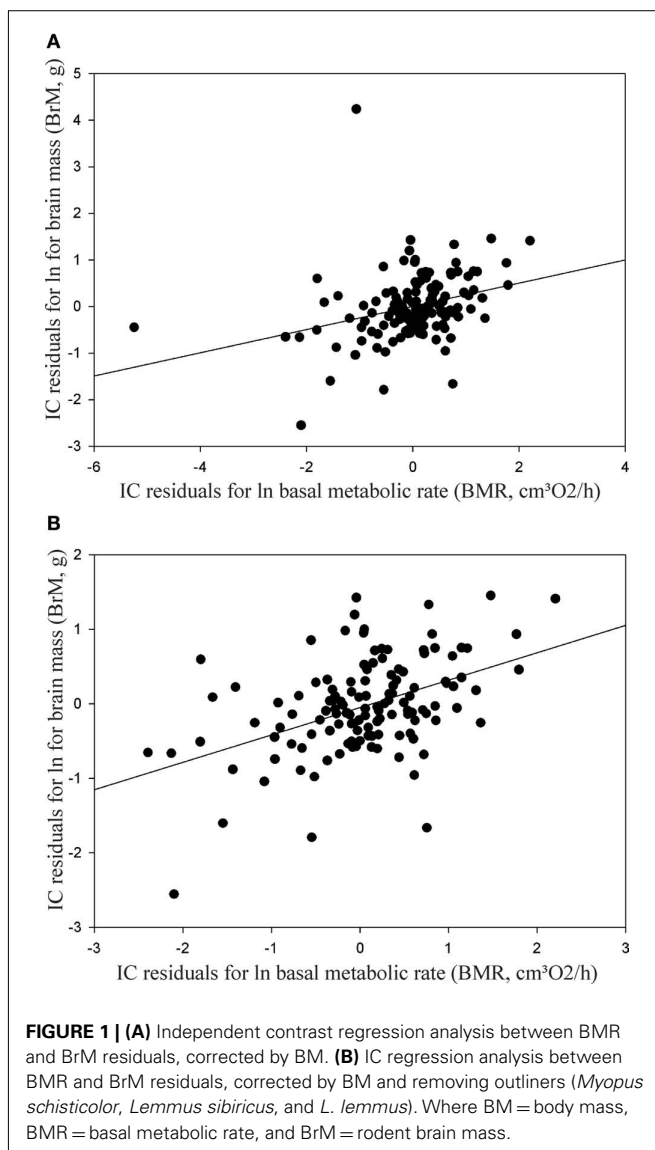 A
5
4
3
2
1
0
-1
-2
-3
IC residuals for ln for brain mass (BrM, g)
-6 -4 -2 0 2 4
IC residuals for ln basal metabolic rate (BMR, cm³O2/h)
B
2
1
0
-1
-2
-3
IC residuals for ln for brain mass (BrM, g)
-3 -2 -1 0 1 2 3
IC residuals for ln basal metabolic rate (BMR, cm³O2/h)
FIGURE 1 | (A) Independent contrast regression analysis between BMR
and BrM residuals, corrected by BM. (B) IC regression analysis between
BMR and BrM residuals, corrected by BM and removing outliners (Myopus
schisticolor, Lemmus sibiricus, and L. lemmus). Where BM = body mass,
BMR = basal metabolic rate, and BrM = rodent brain mass.